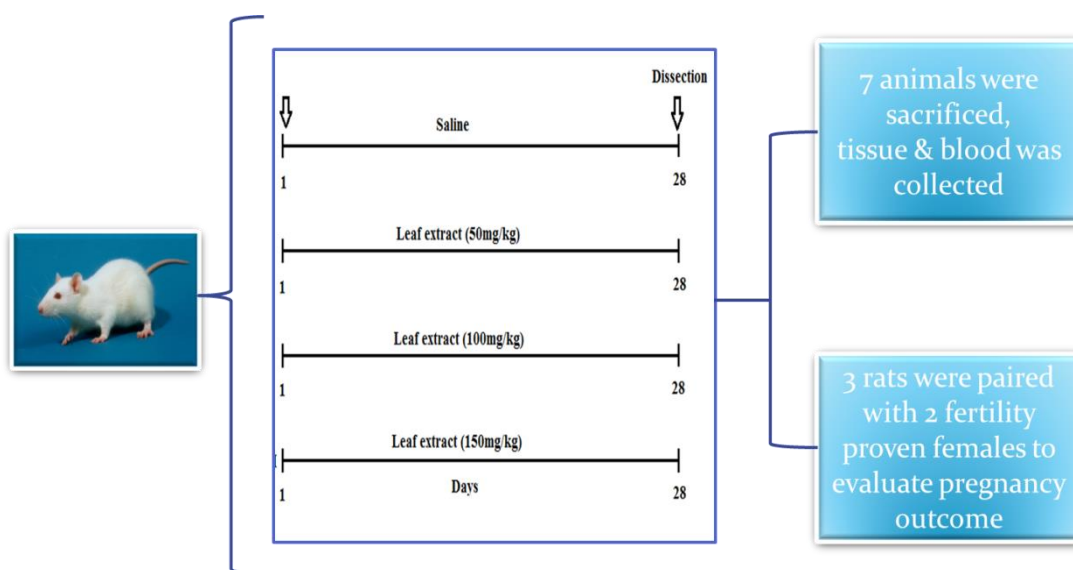 Dissection
Saline
1
28
Leaf extract (50mg/kg)
1
28
Leaf extract (100mg/kg)
1
28
Leaf extract (150mg/kg)
1
Days
28
7 animals were
sacrificed,
tissue & blood was
collected
3 rats were paired
with 2 fertility
proven females to
evaluate pregnancy
outcome